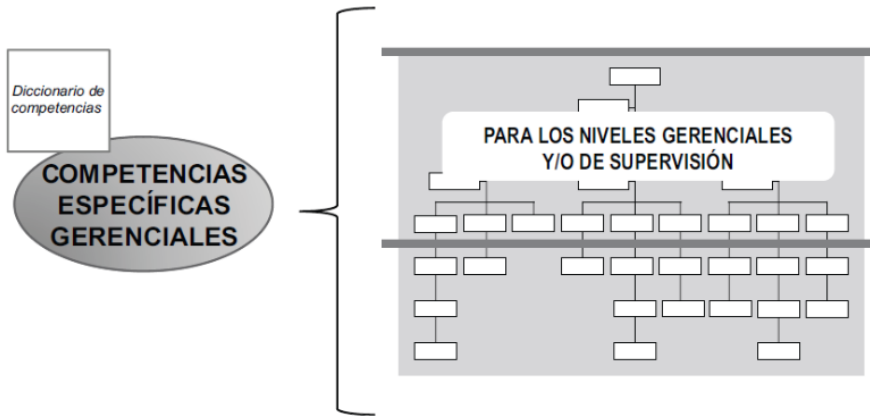 Diccionario de
competencias
COMPETENCIAS
ESPECÍFICAS
GERENCIALES
PARA LOS NIVELES GERENCIALES
Y/O DE SUPERVISIÓN